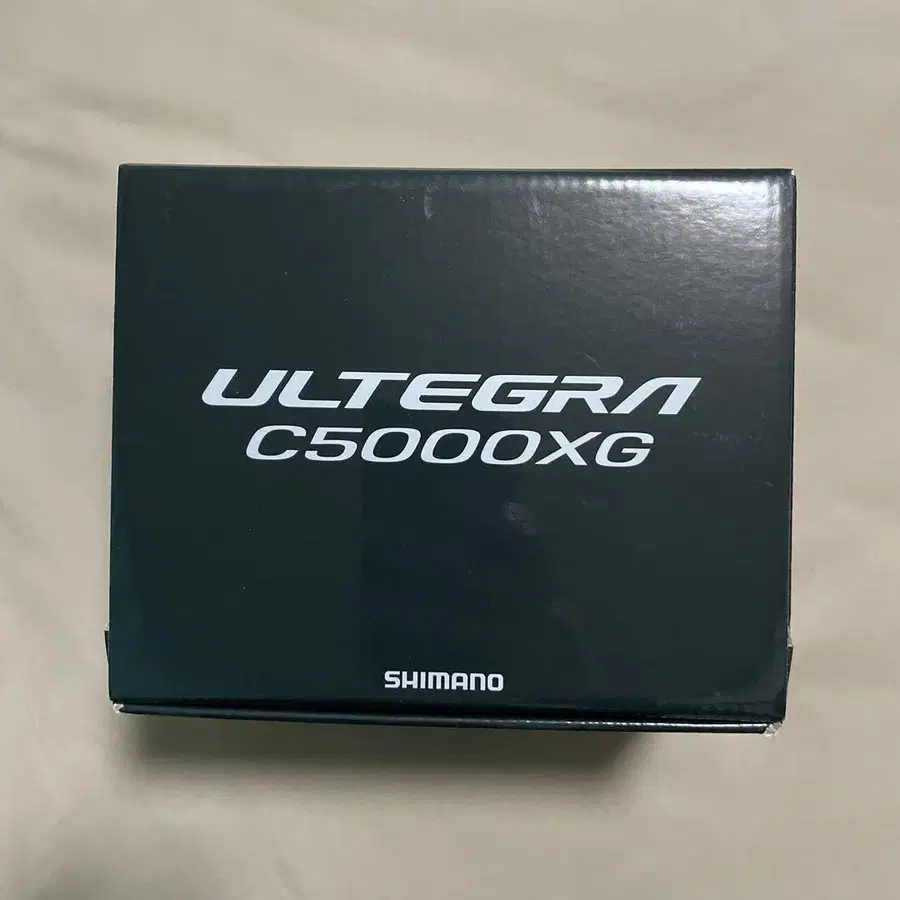 ULTEGRA
C5000XG
SHIMANO